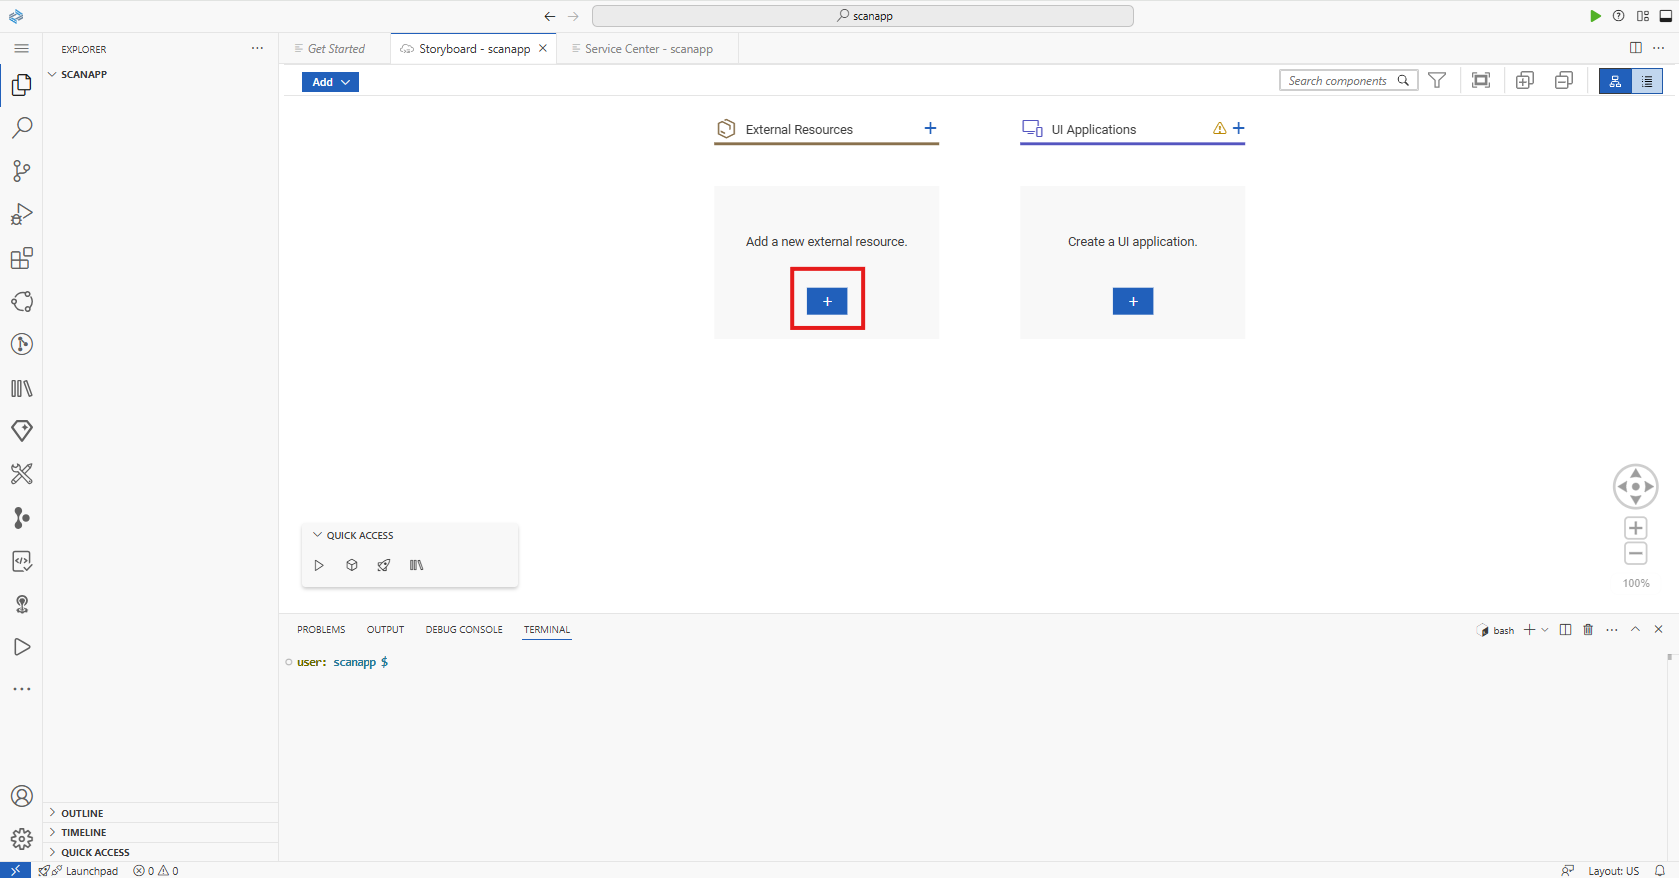 scanapp
EXPLORER
SCANAPP
Get Started
Storyboard - scanapp
Service Center - scanapp
Add
Search components
External Resources
UI Applications
Add a new external resource.
Create a UI application.
QUICK ACCESS
100%
PROBLEMS
OUTPUT
DEBUG CONSOLE
TERMINAL
bash
user: scanapp $
OUTLINE
TIMELINE
QUICK ACCESS
Launchpad
0
0
Layout: US